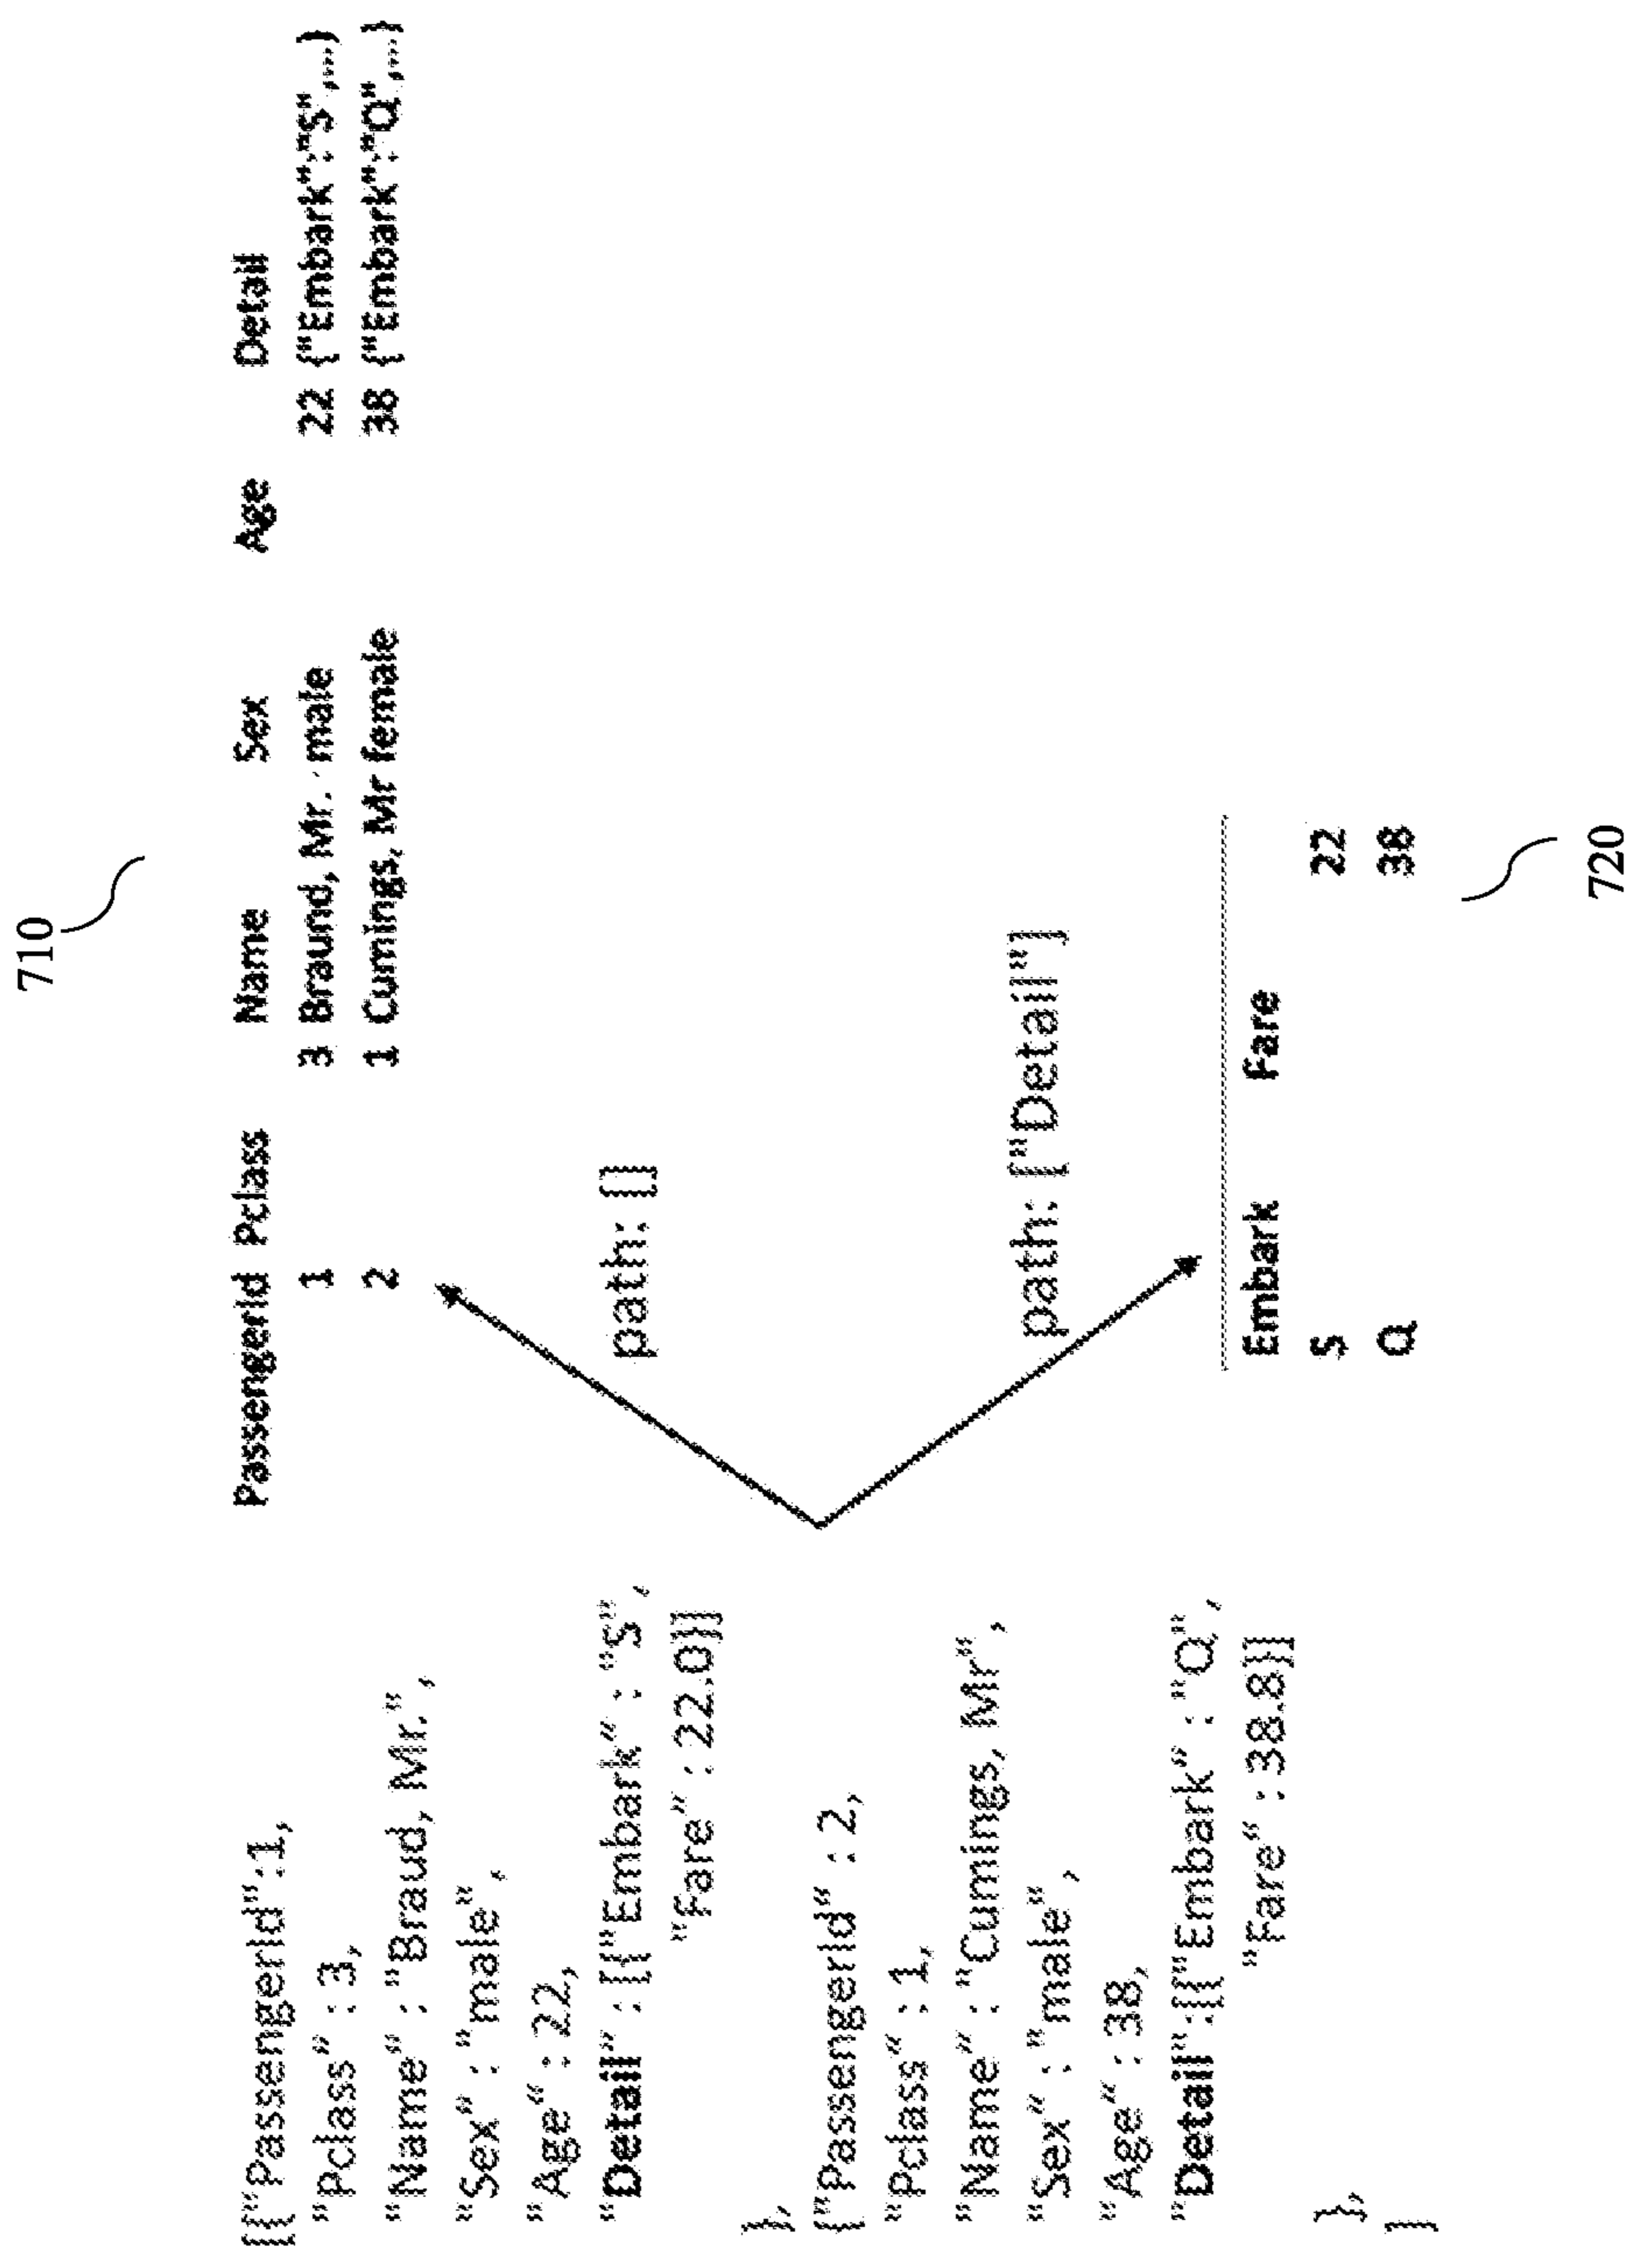 [{"PassengerId":1,
"Pclass" : 3,
"Name" : "Braud, Mr.",
"Sex" : "male",
"Age" : 22,
"Detail" : [{"Embark" : "S",
"Fare" : 22.0}]
},
{"PassengerId" : 2,
"Pclass" : 1,
"Name" : "Cumings, Mr",
"Sex" : "male",
"Age" : 38,
"Detail":[{"Embark" : "Q",
"Fare" : 38.8}]
},
]
710
PassengerId Pclass Name Sex Age Detail
1 3 Braund, Mr. male 22 {"Embark":"S",...}
2 1 Cumings, Mr female 38 {"Embark":"Q",...}
path: []
path: ["Detail"]
Embark Fare
S 22
Q 38
720